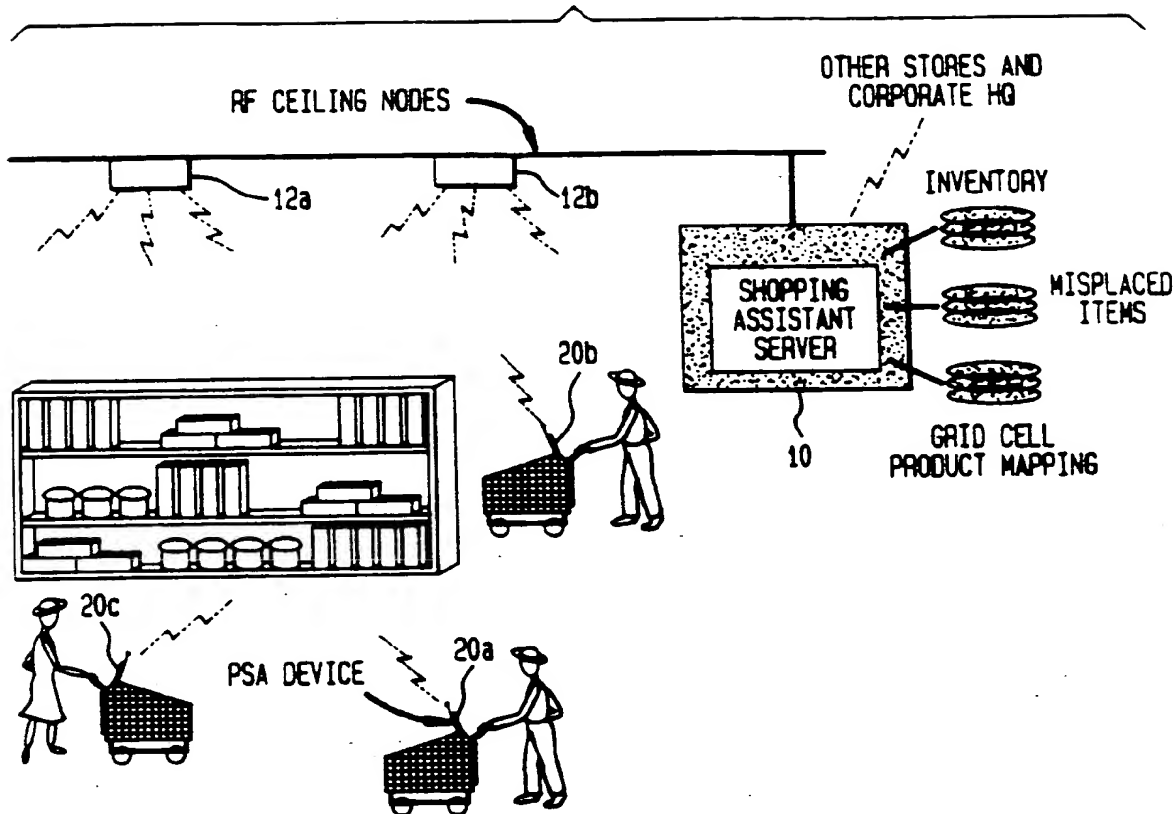 OTHER STORES AND
CORPORATE HQ
RF CEILING NODES
12a
12b
INVENTORY
MISPLACED
ITEMS
SHOPPING
ASSISTANT
SERVER
20b
10
GRID CELL
PRODUCT MAPPING
20c
20a
PSA DEVICE